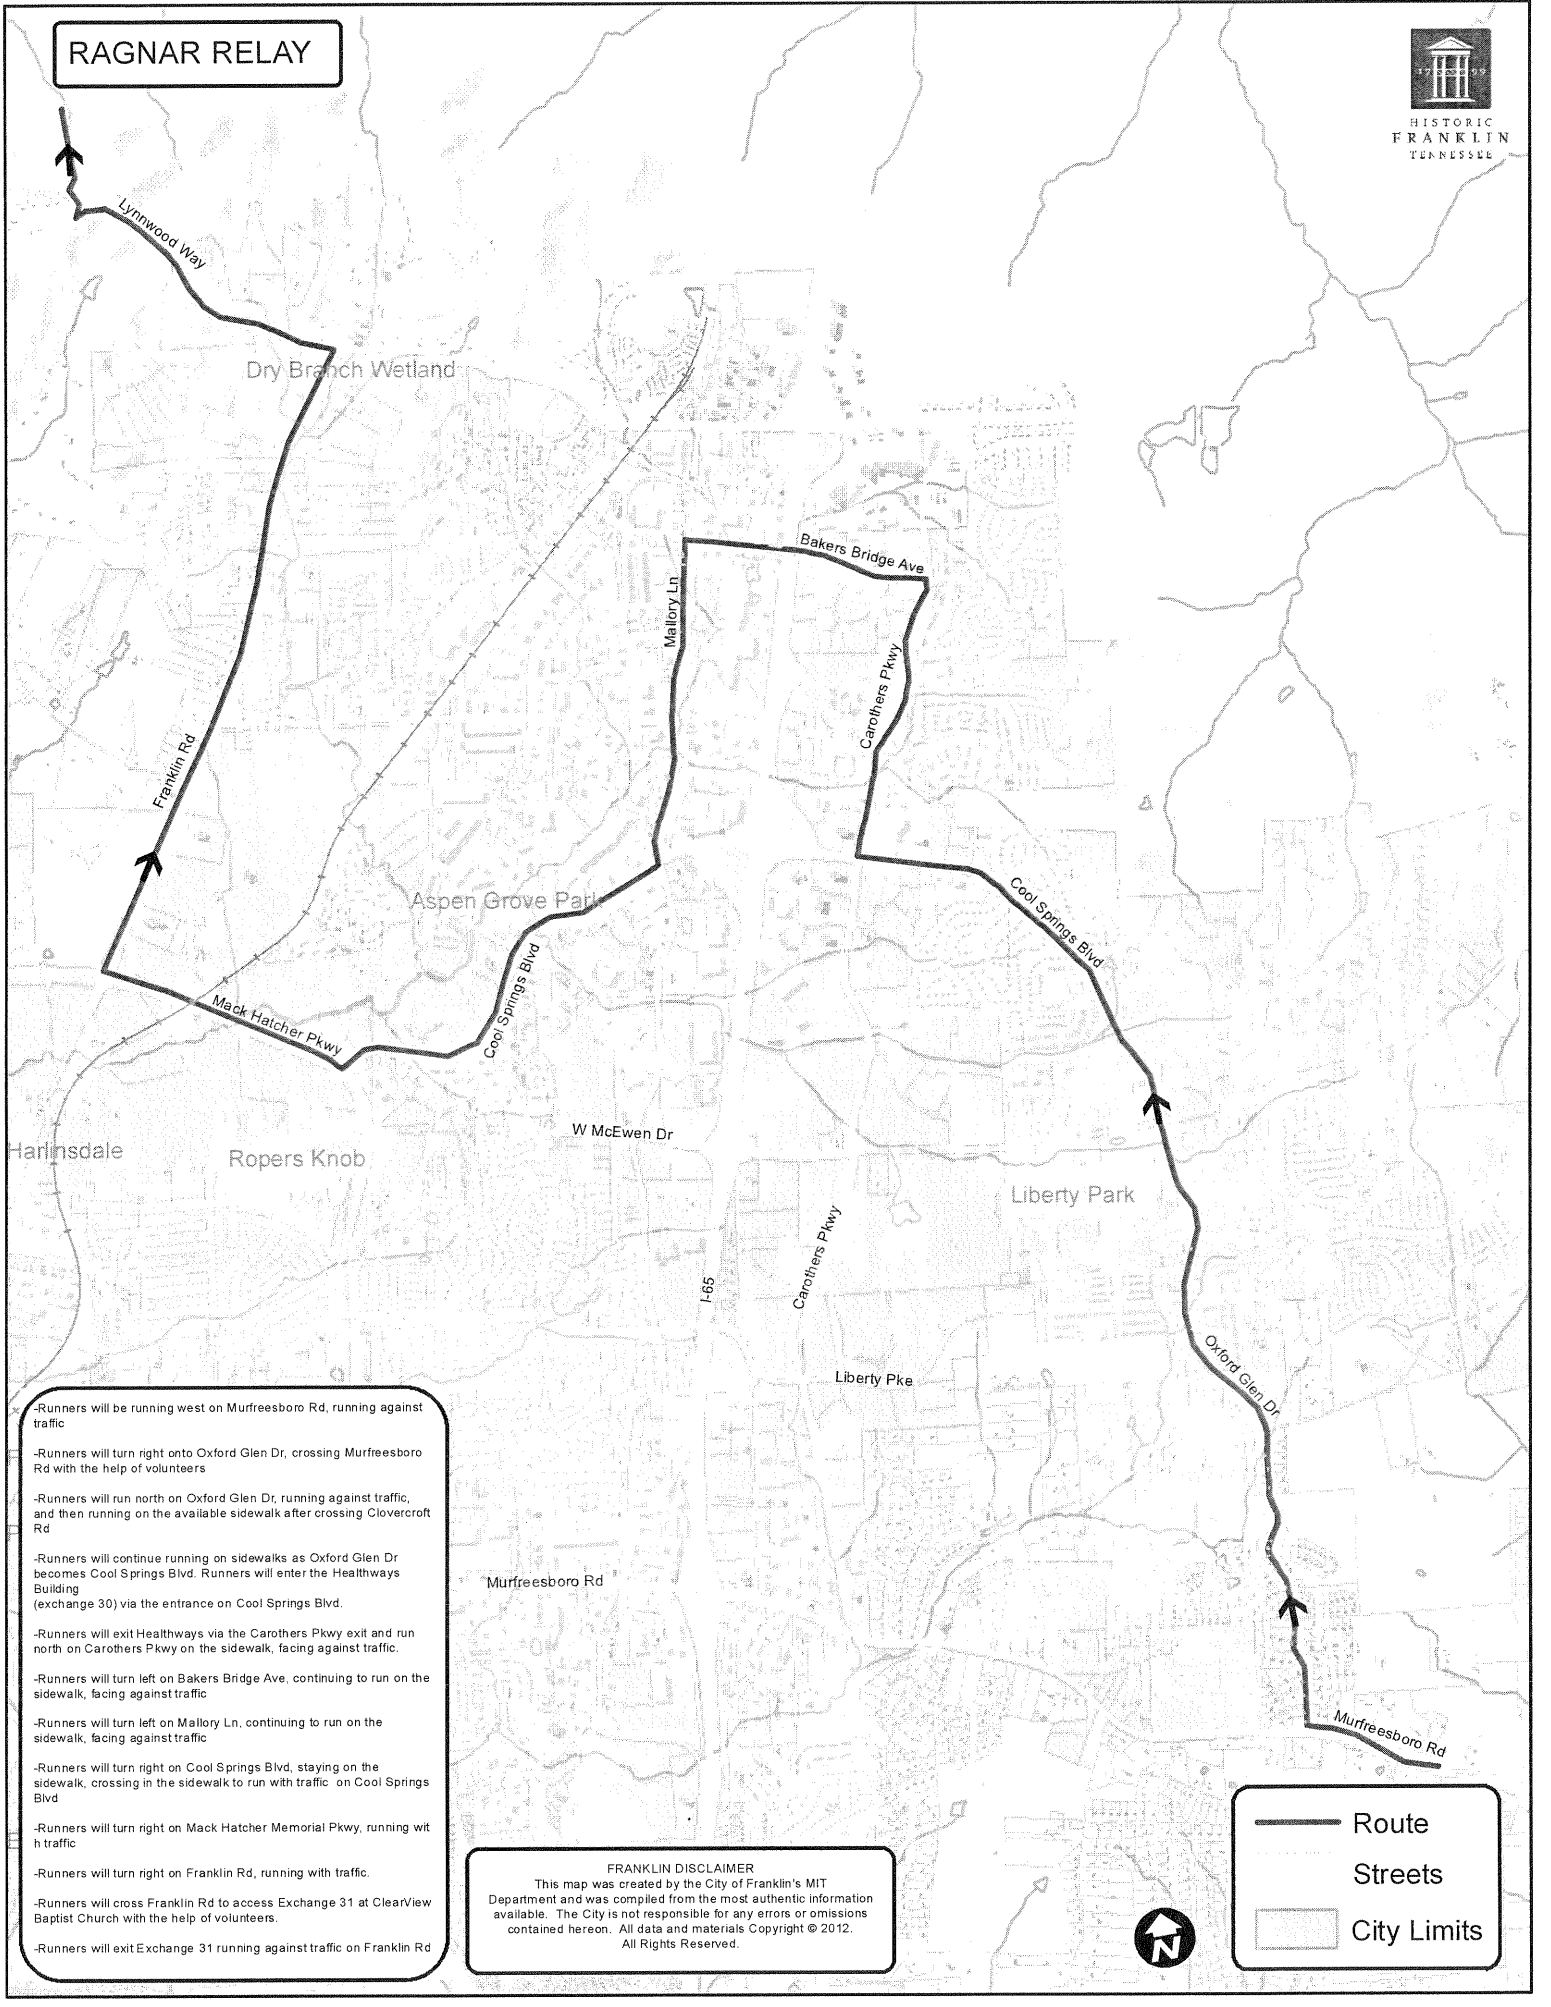 RAGNAR RELAY
1799
HISTORIC
FRANKLIN
TENNESSEE
Lynnwood Way
Dry Branch Wetland
Bakers Bridge Ave
Mallory Ln
Carothers Pkwy
Franklin Rd
Aspen Grove Park
Cool Springs Blvd
Cool Springs Blvd
Mack Hatcher Pkwy
W McEwen Dr
Harlinsdale
Ropers Knob
Liberty Park
Carothers Pkwy
I-65
Oxford Glen Dr
Liberty Pke
Murfreesboro Rd
Murfreesboro Rd
-Runners will be running west on Murfreesboro Rd, running against
traffic
-Runners will turn right onto Oxford Glen Dr, crossing Murfreesboro
Rd with the help of volunteers
-Runners will run north on Oxford Glen Dr, running against traffic,
and then running on the available sidewalk after crossing Clovercroft
Rd
-Runners will continue running on sidewalks as Oxford Glen Dr
becomes Cool Springs Blvd. Runners will enter the Healthways
Building
(exchange 30) via the entrance on Cool Springs Blvd.
-Runners will exit Healthways via the Carothers Pkwy exit and run
north on Carothers Pkwy on the sidewalk, facing against traffic.
-Runners will turn left on Bakers Bridge Ave, continuing to run on the
sidewalk, facing against traffic
-Runners will turn left on Mallory Ln, continuing to run on the
sidewalk, facing against traffic
-Runners will turn right on Cool Springs Blvd, staying on the
sidewalk, crossing in the sidewalk to run with traffic on Cool Springs
Blvd
-Runners will turn right on Mack Hatcher Memorial Pkwy, running wit
h traffic
-Runners will turn right on Franklin Rd, running with traffic.
-Runners will cross Franklin Rd to access Exchange 31 at ClearView
Baptist Church with the help of volunteers.
-Runners will exit Exchange 31 running against traffic on Franklin Rd
FRANKLIN DISCLAIMER
This map was created by the City of Franklin's MIT
Department and was compiled from the most authentic information
available. The City is not responsible for any errors or omissions
contained hereon. All data and materials Copyright © 2012.
All Rights Reserved.
N
Route
Streets
City Limits